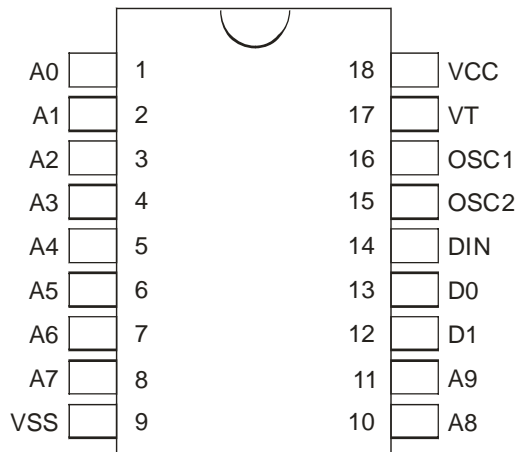 A0 1 18 VCC
A1 2 17 VT
A2 3 16 OSC1
A3 4 15 OSC2
A4 5 14 DIN
A5 6 13 D0
A6 7 12 D1
A7 8 11 A9
VSS 9 10 A8